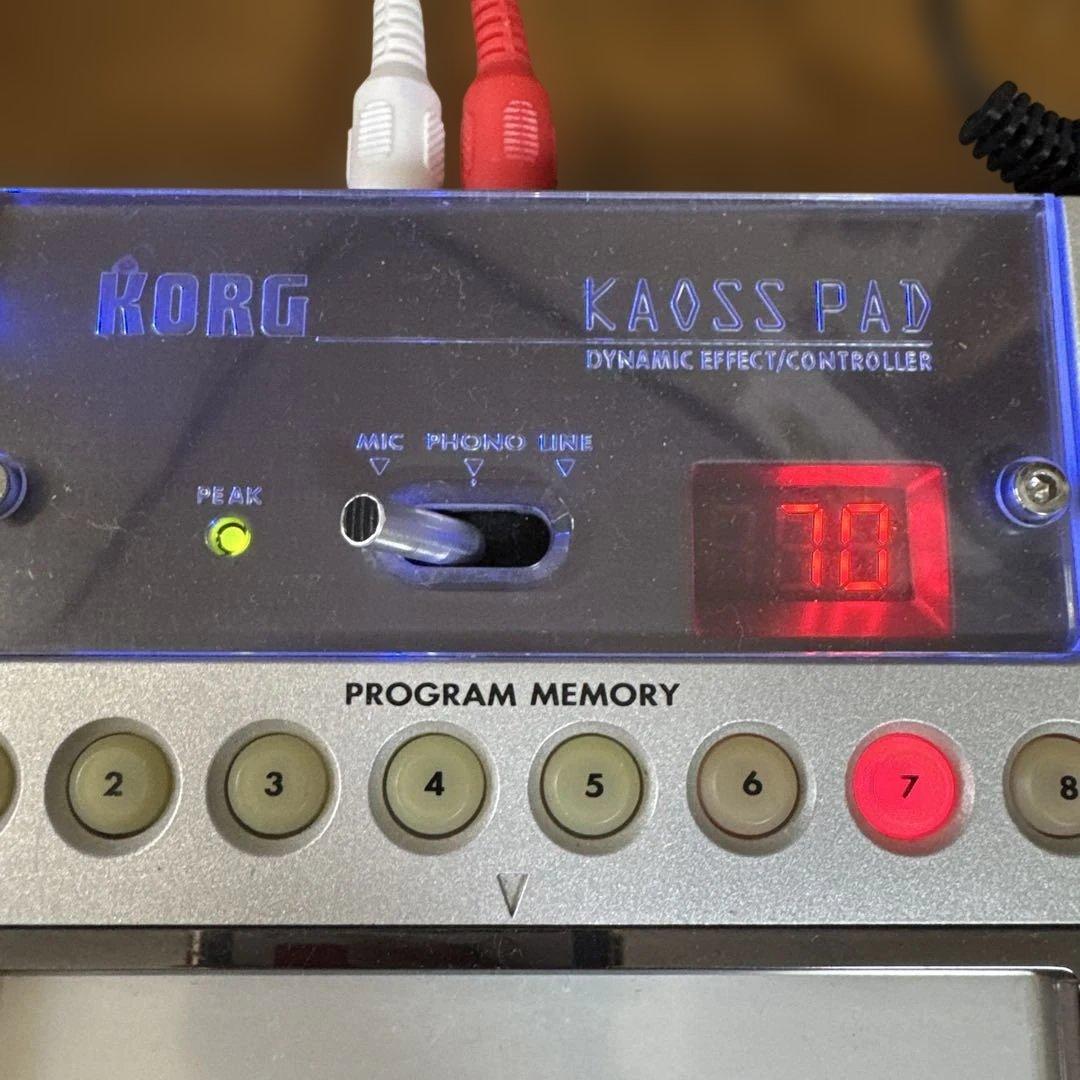 KORG
KAOSS PAD
DYNAMIC EFFECT/CONTROLLER
MIC PHONO LINE
PEAK
70
PROGRAM MEMORY
2 3 4 5 6 7 8